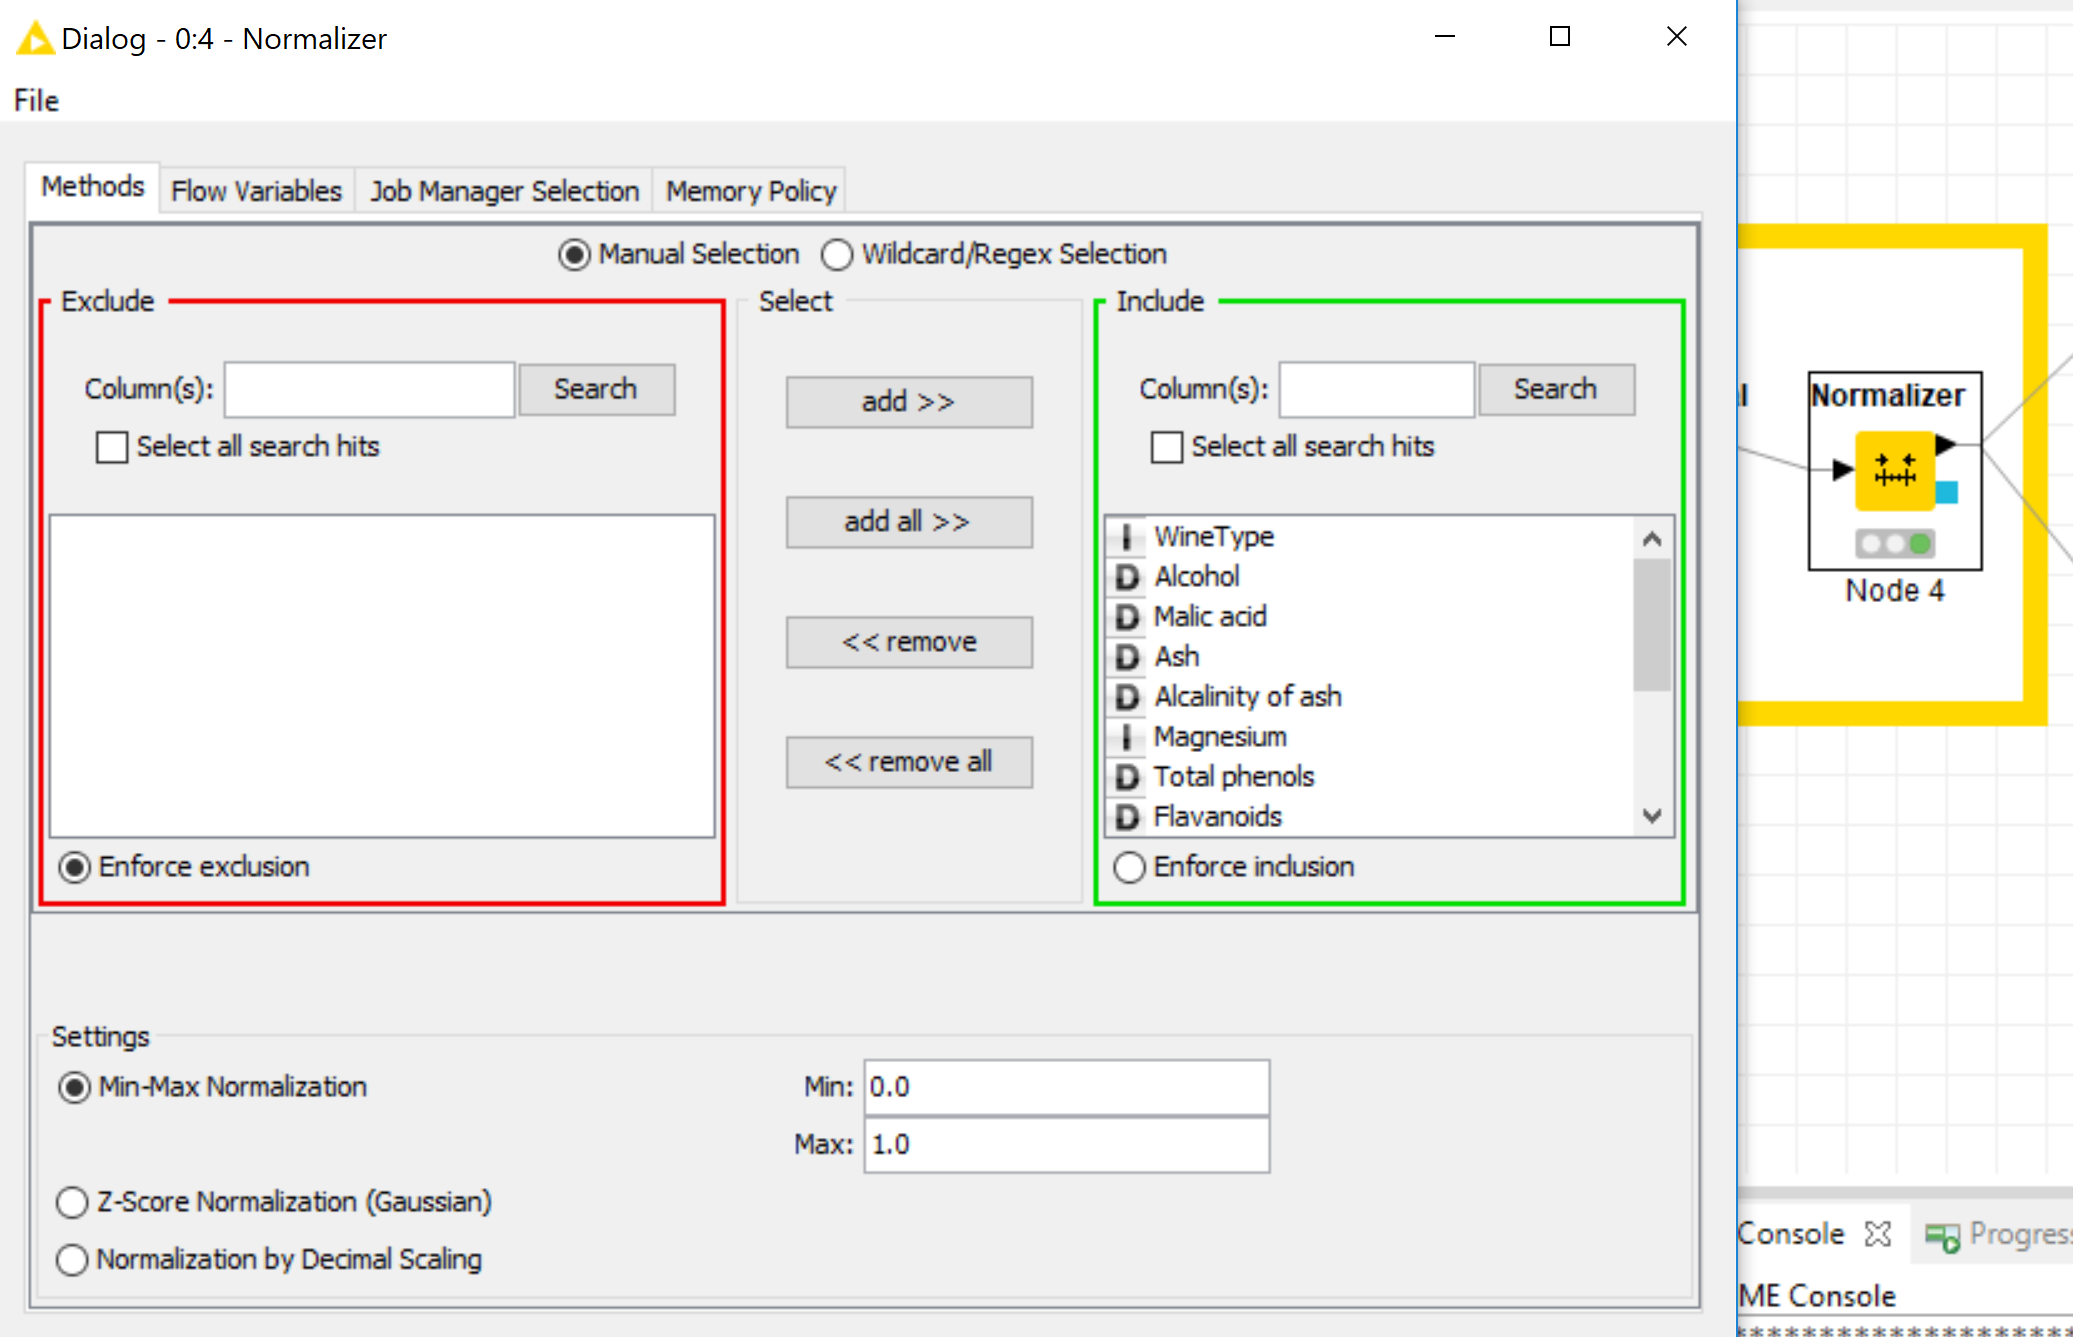 Dialog - 0:4 - Normalizer
File
Methods Flow Variables Job Manager Selection Memory Policy
Manual Selection Wildcard/Regex Selection
Exclude Select Include
Column(s): Search add >> Column(s): Search
Select all search hits Select all search hits
add all >>
<< remove
<< remove all
WineType
Alcohol
Malic acid
Ash
Alcalinity of ash
Magnesium
Total phenols
Flavanoids
Enforce exclusion Enforce inclusion
Settings
Min-Max Normalization Min: 0.0
Max: 1.0
Z-Score Normalization (Gaussian)
Normalization by Decimal Scaling
Normalizer
Node 4
Console Progress
ME Console